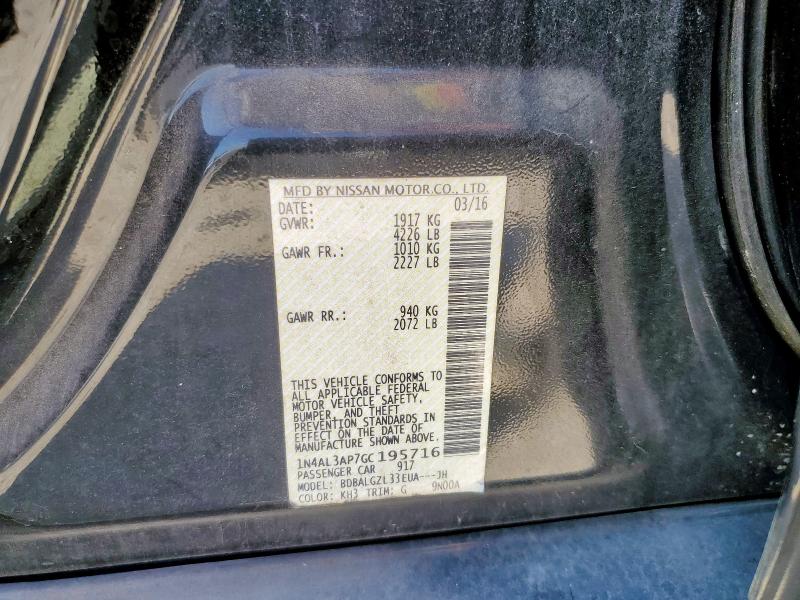 MFD BY NISSAN MOTOR.CO., LTD.
DATE: 03/16
GVWR: 1917 KG
4226 LB
GAWR FR.: 1010 KG
2227 LB
GAWR RR.: 940 KG
2072 LB
THIS VEHICLE CONFORMS TO
ALL APPLICABLE FEDERAL
MOTOR VEHICLE SAFETY,
BUMPER, AND THEFT
PREVENTION STANDARDS IN
EFFECT ON THE DATE OF
MANUFACTURE SHOWN ABOVE.
1N4AL3AP7GC195716
PASSENGER CAR 917
MODEL: BDBALGZL33EUA---JH
COLOR: KH3 TRIM: G 9N00A